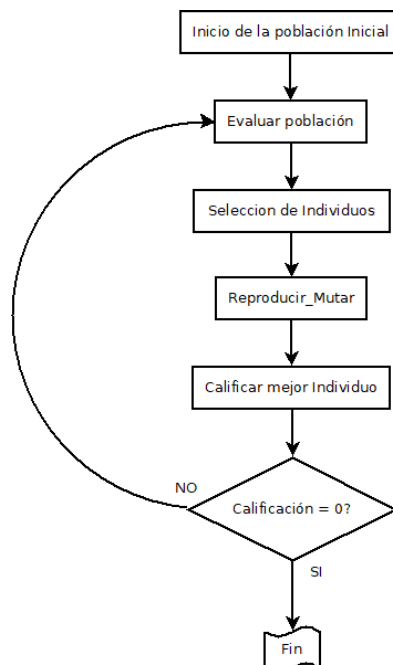 Inicio de la población Inicial
Evaluar población
Seleccion de Individuos
Reproducir_Mutar
Calificar mejor Individuo
NO
Calificación = 0?
SI
Fin